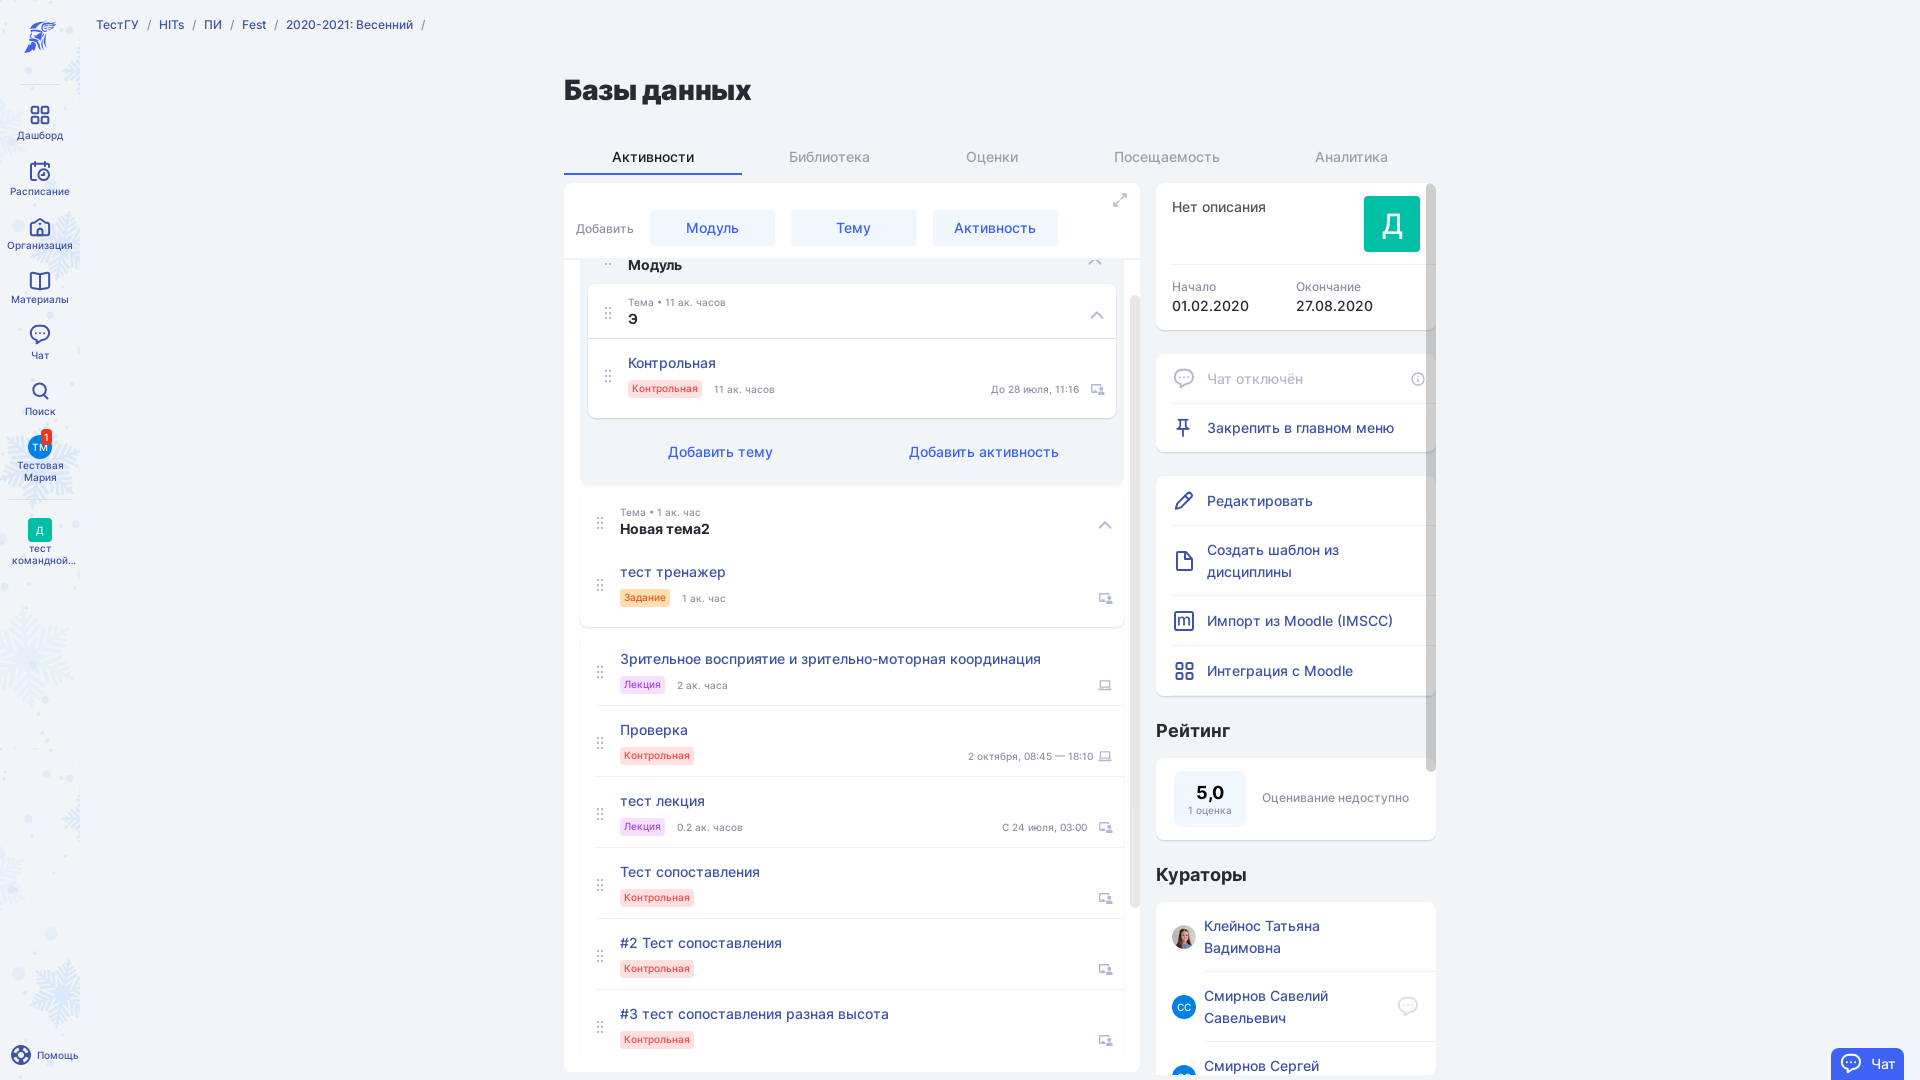 ТестГУ / HITs / ПИ / Fest / 2020-2021: Весенний /
Дашборд
Расписание
Организация
Материалы
Чат
Поиск
ТМ
1
Тестовая
Мария
Д
тест
командной...
Помощь
Базы данных
Активности
Библиотека
Оценки
Посещаемость
Аналитика
Добавить
Модуль
Тему
Активность
Модуль
Тема • 11 ак. часов
Э
Контрольная
Контрольная 11 ак. часов До 28 июля, 11:16
Добавить тему
Добавить активность
Тема • 1 ак. час
Новая тема2
тест тренажер
Задание 1 ак. час
Зрительное восприятие и зрительно-моторная координация
Лекция 2 ак. часа
Проверка
Контрольная 2 октября, 08:45 — 18:10
тест лекция
Лекция 0.2 ак. часов С 24 июля, 03:00
Тест сопоставления
Контрольная
#2 Тест сопоставления
Контрольная
#3 тест сопоставления разная высота
Контрольная
Нет описания
Д
Начало
01.02.2020
Окончание
27.08.2020
Чат отключён
Закрепить в главном меню
Редактировать
Создать шаблон из
дисциплины
Импорт из Moodle (IMSCC)
Интеграция с Moodle
Рейтинг
5,0
1 оценка
Оценивание недоступно
Кураторы
Клейнос Татьяна
Вадимовна
СС
Смирнов Савелий
Савельевич
Смирнов Сергей
Чат